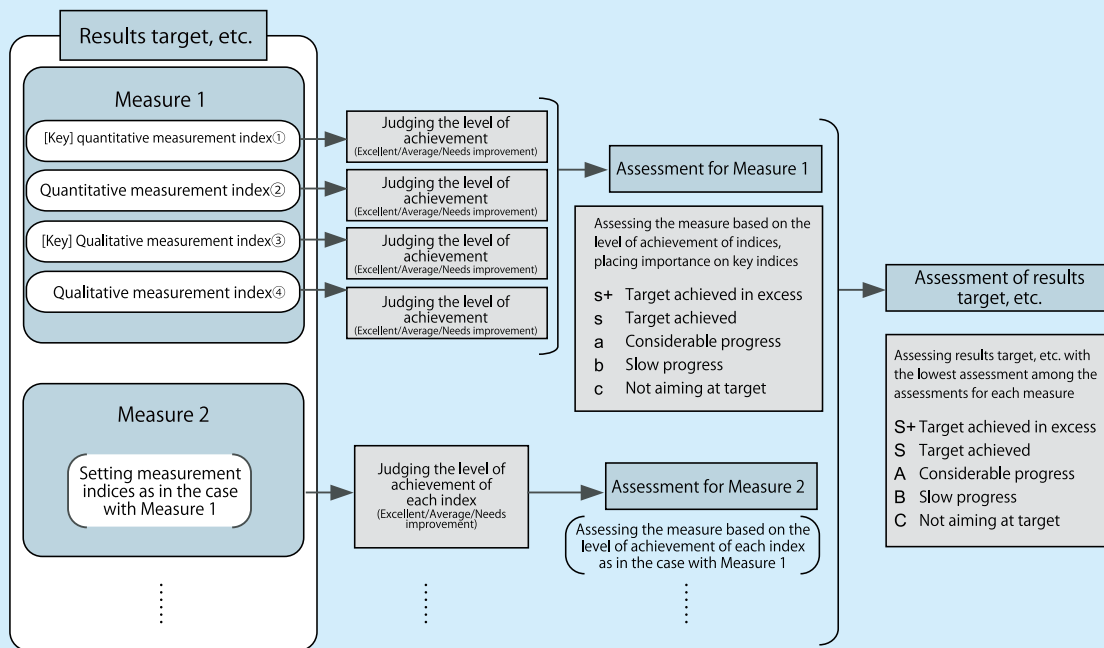 Results target, etc.
Measure 1
[Key] quantitative measurement index①
Quantitative measurement index②
[Key] Qualitative measurement index③
Qualitative measurement index④
Judging the level of
achievement
(Excellent/Average/Needs improvement)
Judging the level of
achievement
(Excellent/Average/Needs improvement)
Judging the level of
achievement
(Excellent/Average/Needs improvement)
Judging the level of
achievement
(Excellent/Average/Needs improvement)
Assessment for Measure 1
Assessing the measure based on the
level of achievement of indices,
placing importance on key indices
s+ Target achieved in excess
s Target achieved
a Considerable progress
b Slow progress
c Not aiming at target
Measure 2
Setting measurement
indices as in the case
with Measure 1
Judging the level of
achievement of
each index
(Excellent/Average/Needs
improvement)
Assessment for Measure 2
Assessing the measure based on the
level of achievement of each index
as in the case with Measure 1
Assessment of results
target, etc.
Assessing results target, etc. with
the lowest assessment among the
assessments for each measure
S+ Target achieved in excess
S Target achieved
A Considerable progress
B Slow progress
C Not aiming at target